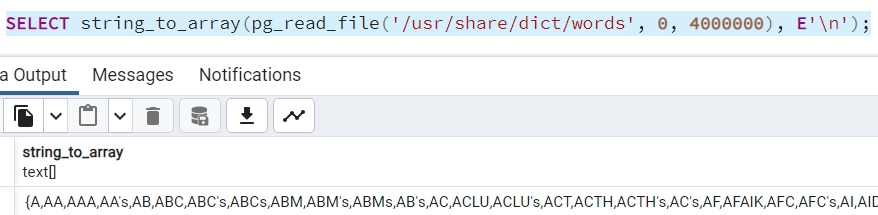 SELECT string_to_array(pg_read_file('/usr/share/dict/words', 0, 4000000), E'\n');
a Output Messages Notifications
string_to_array
text[]
{A,AA,AAA,AA's,AB,ABC,ABC's,ABCs,ABM,ABM's,ABMs,AB's,AC,ACLU,ACLU's,ACT,ACTH,ACTH's,AC's,AF,AFAIK,AFC,AFC's,AI,AID